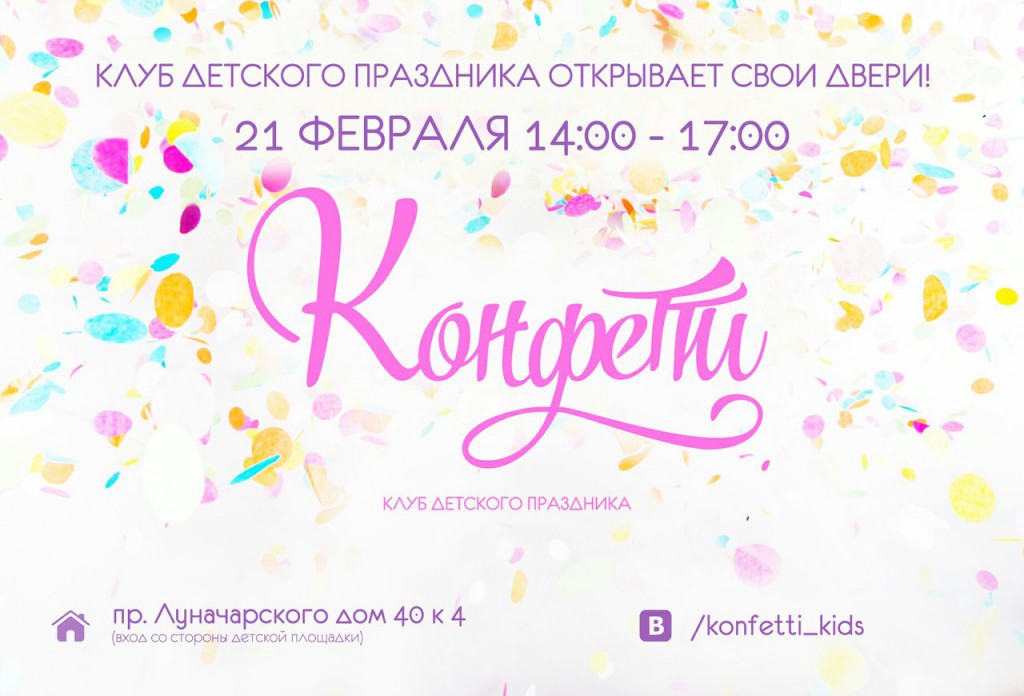 КЛУБ ДЕТСКОГО ПРАЗДНИКА ОТКРЫВАЕТ СВОИ ДВЕРИ!
21 ФЕВРАЛЯ 14:00 - 17:00
Конфетти
КЛУБ ДЕТСКОГО ПРАЗДНИКА
пр. Луначарского дом 40 к 4
(вход со стороны детской площадки)
В /konfetti_kids